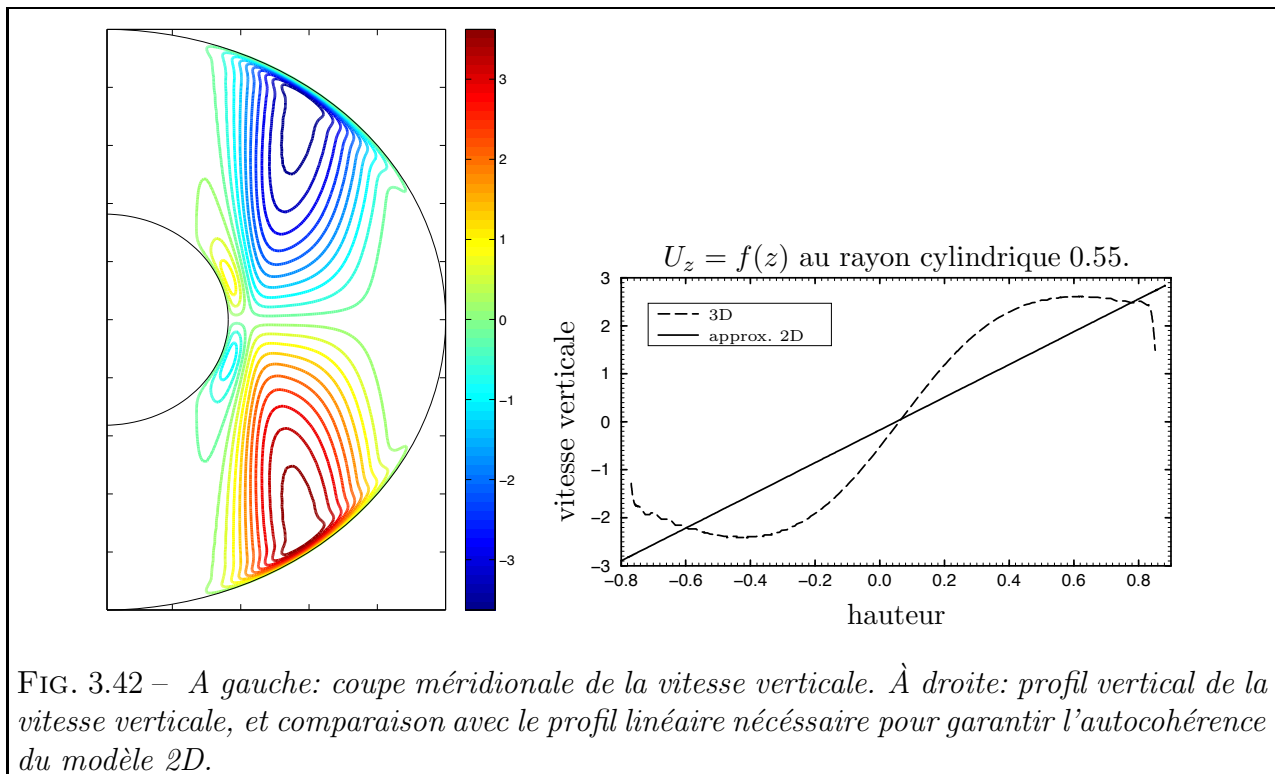 3
2
1
0
−1
−2
−3
U_z = f(z) au rayon cylindrique 0.55.
3D
approx. 2D
vitesse verticale
3
2
1
0
−1
−2
−3
−0.8 −0.6 −0.4 −0.2 0.0 0.2 0.4 0.6 0.8
hauteur
FIG. 3.42 – A gauche: coupe méridionale de la vitesse verticale. À droite: profil vertical de la
vitesse verticale, et comparaison avec le profil linéaire nécéssaire pour garantir l'autocohérence
du modèle 2D.